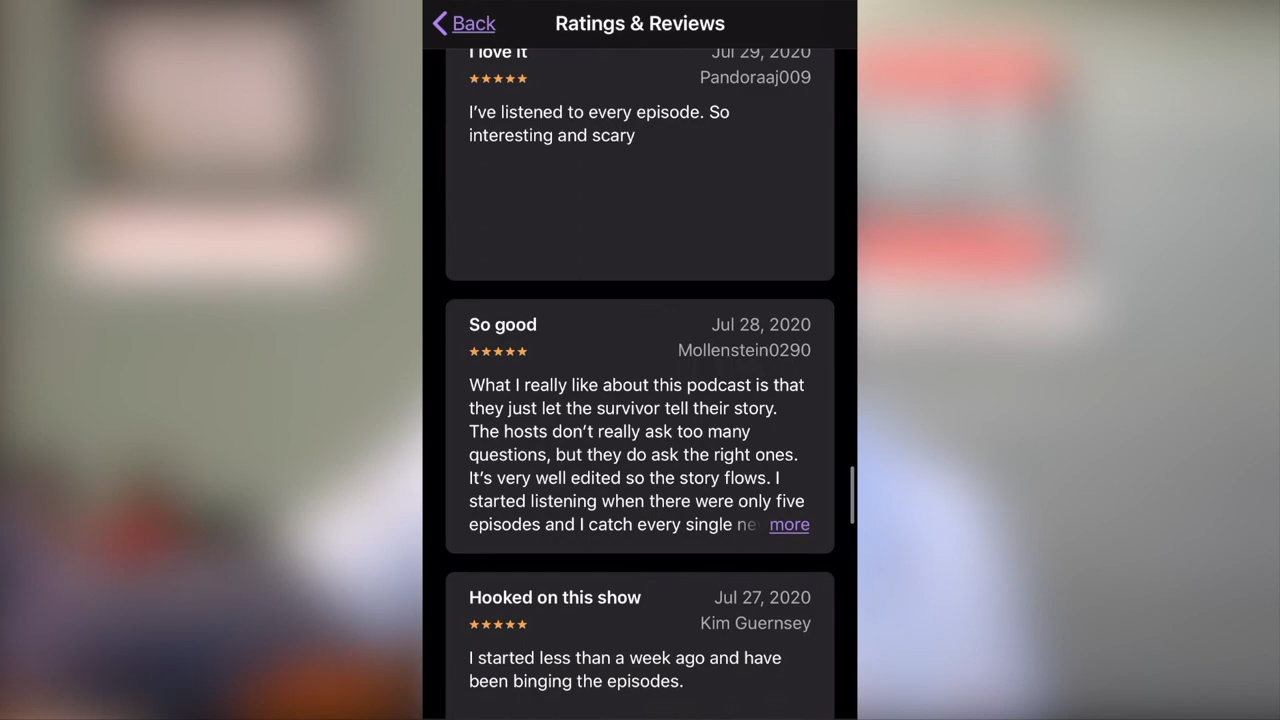 Back
Ratings & Reviews
I love it
Jul 29, 2020
★★★★★
Pandoraaj009
I've listened to every episode. So
interesting and scary
So good
Jul 28, 2020
★★★★★
Mollenstein0290
What I really like about this podcast is that
they just let the survivor tell their story.
The hosts don't really ask too many
questions, but they do ask the right ones.
It's very well edited so the story flows. I
started listening when there were only five
episodes and I catch every single
more
Hooked on this show
Jul 27, 2020
★★★★★
Kim Guernsey
I started less than a week ago and have
been binging the episodes.